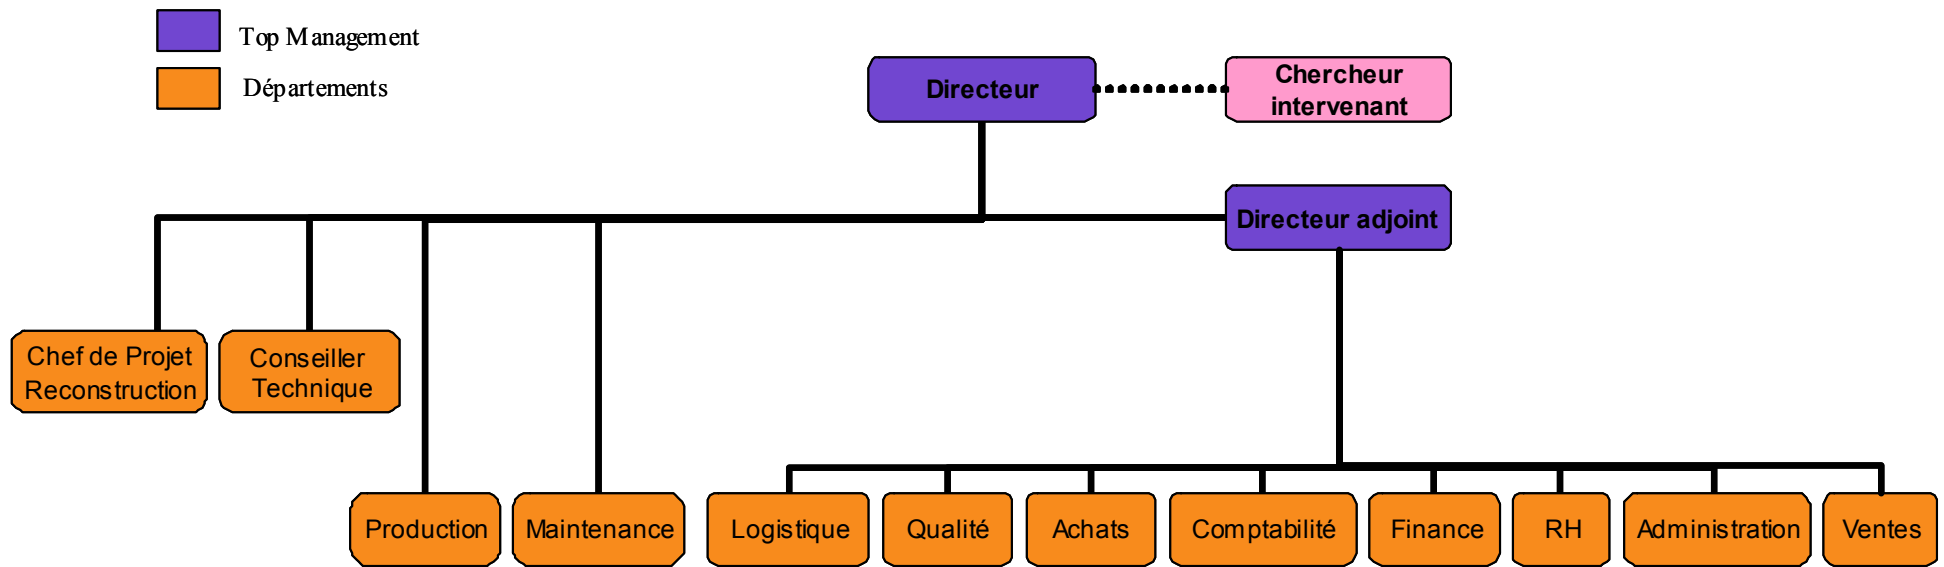 Top Management
Départements
Directeur
Chercheur
intervenant
Directeur adjoint
Chef de Projet
Reconstruction
Conseiller
Technique
Production
Maintenance
Logistique
Qualité
Achats
Comptabilité
Finance
RH
Administration
Ventes